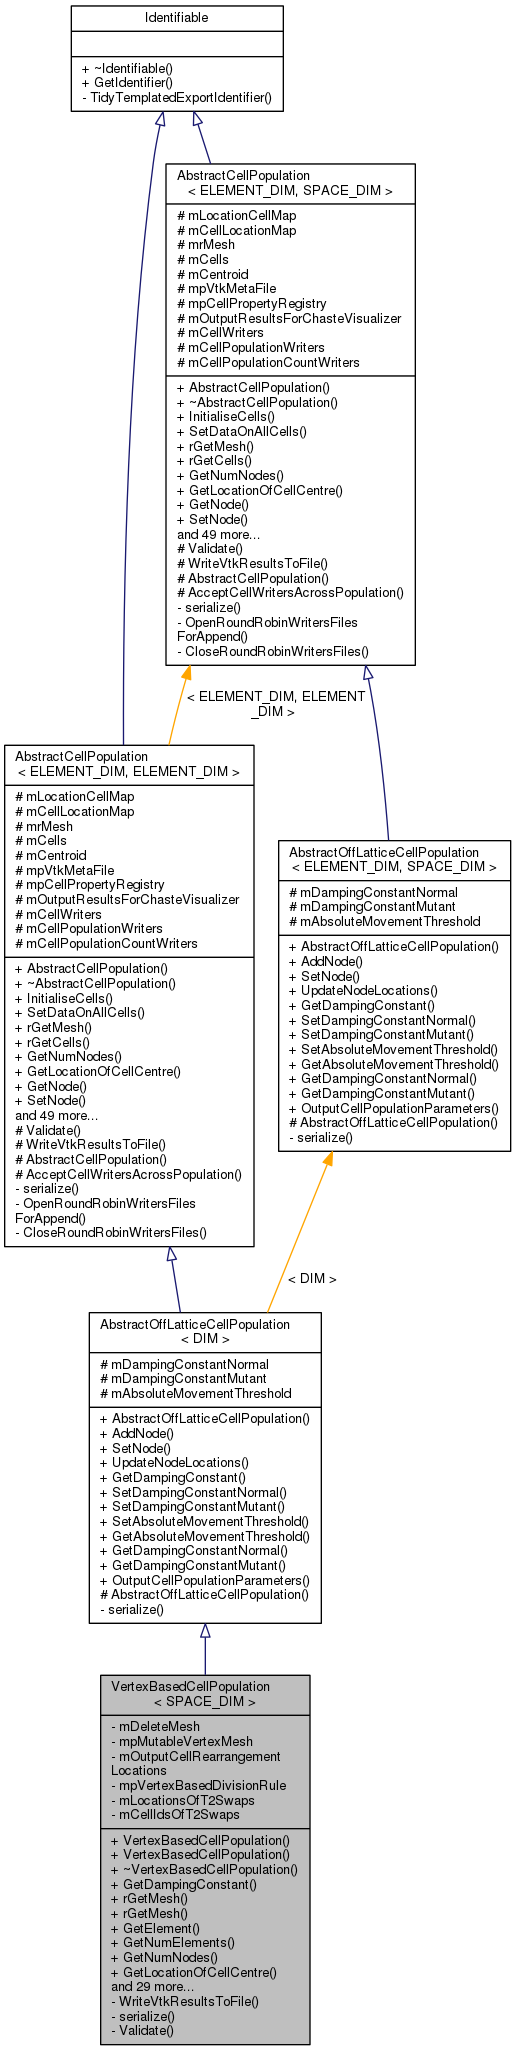 Identifiable
+ ~Identifiable()
+ GetIdentifier()
- TidyTemplatedExportIdentifier()
AbstractCellPopulation
< ELEMENT_DIM, SPACE_DIM >
# mLocationCellMap
# mCellLocationMap
# mrMesh
# mCells
# mCentroid
# mpVtkMetaFile
# mpCellPropertyRegistry
# mOutputResultsForChasteVisualizer
# mCellWriters
# mCellPopulationWriters
# mCellPopulationCountWriters
+ AbstractCellPopulation()
+ ~AbstractCellPopulation()
+ InitialiseCells()
+ SetDataOnAllCells()
+ rGetMesh()
+ rGetCells()
+ GetNumNodes()
+ GetLocationOfCellCentre()
+ GetNode()
+ SetNode()
and 49 more...
# Validate()
# WriteVtkResultsToFile()
# AbstractCellPopulation()
# AcceptCellWritersAcrossPopulation()
- serialize()
- OpenRoundRobinWritersFiles
ForAppend()
- CloseRoundRobinWritersFiles()
< ELEMENT_DIM, ELEMENT
_DIM >
AbstractCellPopulation
< ELEMENT_DIM, ELEMENT_DIM >
# mLocationCellMap
# mCellLocationMap
# mrMesh
# mCells
# mCentroid
# mpVtkMetaFile
# mpCellPropertyRegistry
# mOutputResultsForChasteVisualizer
# mCellWriters
# mCellPopulationWriters
# mCellPopulationCountWriters
+ AbstractCellPopulation()
+ ~AbstractCellPopulation()
+ InitialiseCells()
+ SetDataOnAllCells()
+ rGetMesh()
+ rGetCells()
+ GetNumNodes()
+ GetLocationOfCellCentre()
+ GetNode()
+ SetNode()
and 49 more...
# Validate()
# WriteVtkResultsToFile()
# AbstractCellPopulation()
# AcceptCellWritersAcrossPopulation()
- serialize()
- OpenRoundRobinWritersFiles
ForAppend()
- CloseRoundRobinWritersFiles()
AbstractOffLatticeCellPopulation
< ELEMENT_DIM, SPACE_DIM >
# mDampingConstantNormal
# mDampingConstantMutant
# mAbsoluteMovementThreshold
+ AbstractOffLatticeCellPopulation()
+ AddNode()
+ SetNode()
+ UpdateNodeLocations()
+ GetDampingConstant()
+ SetDampingConstantNormal()
+ SetDampingConstantMutant()
+ SetAbsoluteMovementThreshold()
+ GetAbsoluteMovementThreshold()
+ GetDampingConstantNormal()
+ GetDampingConstantMutant()
+ OutputCellPopulationParameters()
# AbstractOffLatticeCellPopulation()
- serialize()
< DIM >
AbstractOffLatticeCellPopulation
< DIM >
# mDampingConstantNormal
# mDampingConstantMutant
# mAbsoluteMovementThreshold
+ AbstractOffLatticeCellPopulation()
+ AddNode()
+ SetNode()
+ UpdateNodeLocations()
+ GetDampingConstant()
+ SetDampingConstantNormal()
+ SetDampingConstantMutant()
+ SetAbsoluteMovementThreshold()
+ GetAbsoluteMovementThreshold()
+ GetDampingConstantNormal()
+ GetDampingConstantMutant()
+ OutputCellPopulationParameters()
# AbstractOffLatticeCellPopulation()
- serialize()
VertexBasedCellPopulation
< SPACE_DIM >
- mDeleteMesh
- mpMutableVertexMesh
- mOutputCellRearrangement
Locations
- mpVertexBasedDivisionRule
- mLocationsOfT2Swaps
- mCellIdsOfT2Swaps
+ VertexBasedCellPopulation()
+ VertexBasedCellPopulation()
+ ~VertexBasedCellPopulation()
+ GetDampingConstant()
+ rGetMesh()
+ rGetMesh()
+ GetElement()
+ GetNumElements()
+ GetNumNodes()
+ GetLocationOfCellCentre()
and 29 more...
- WriteVtkResultsToFile()
- serialize()
- Validate()